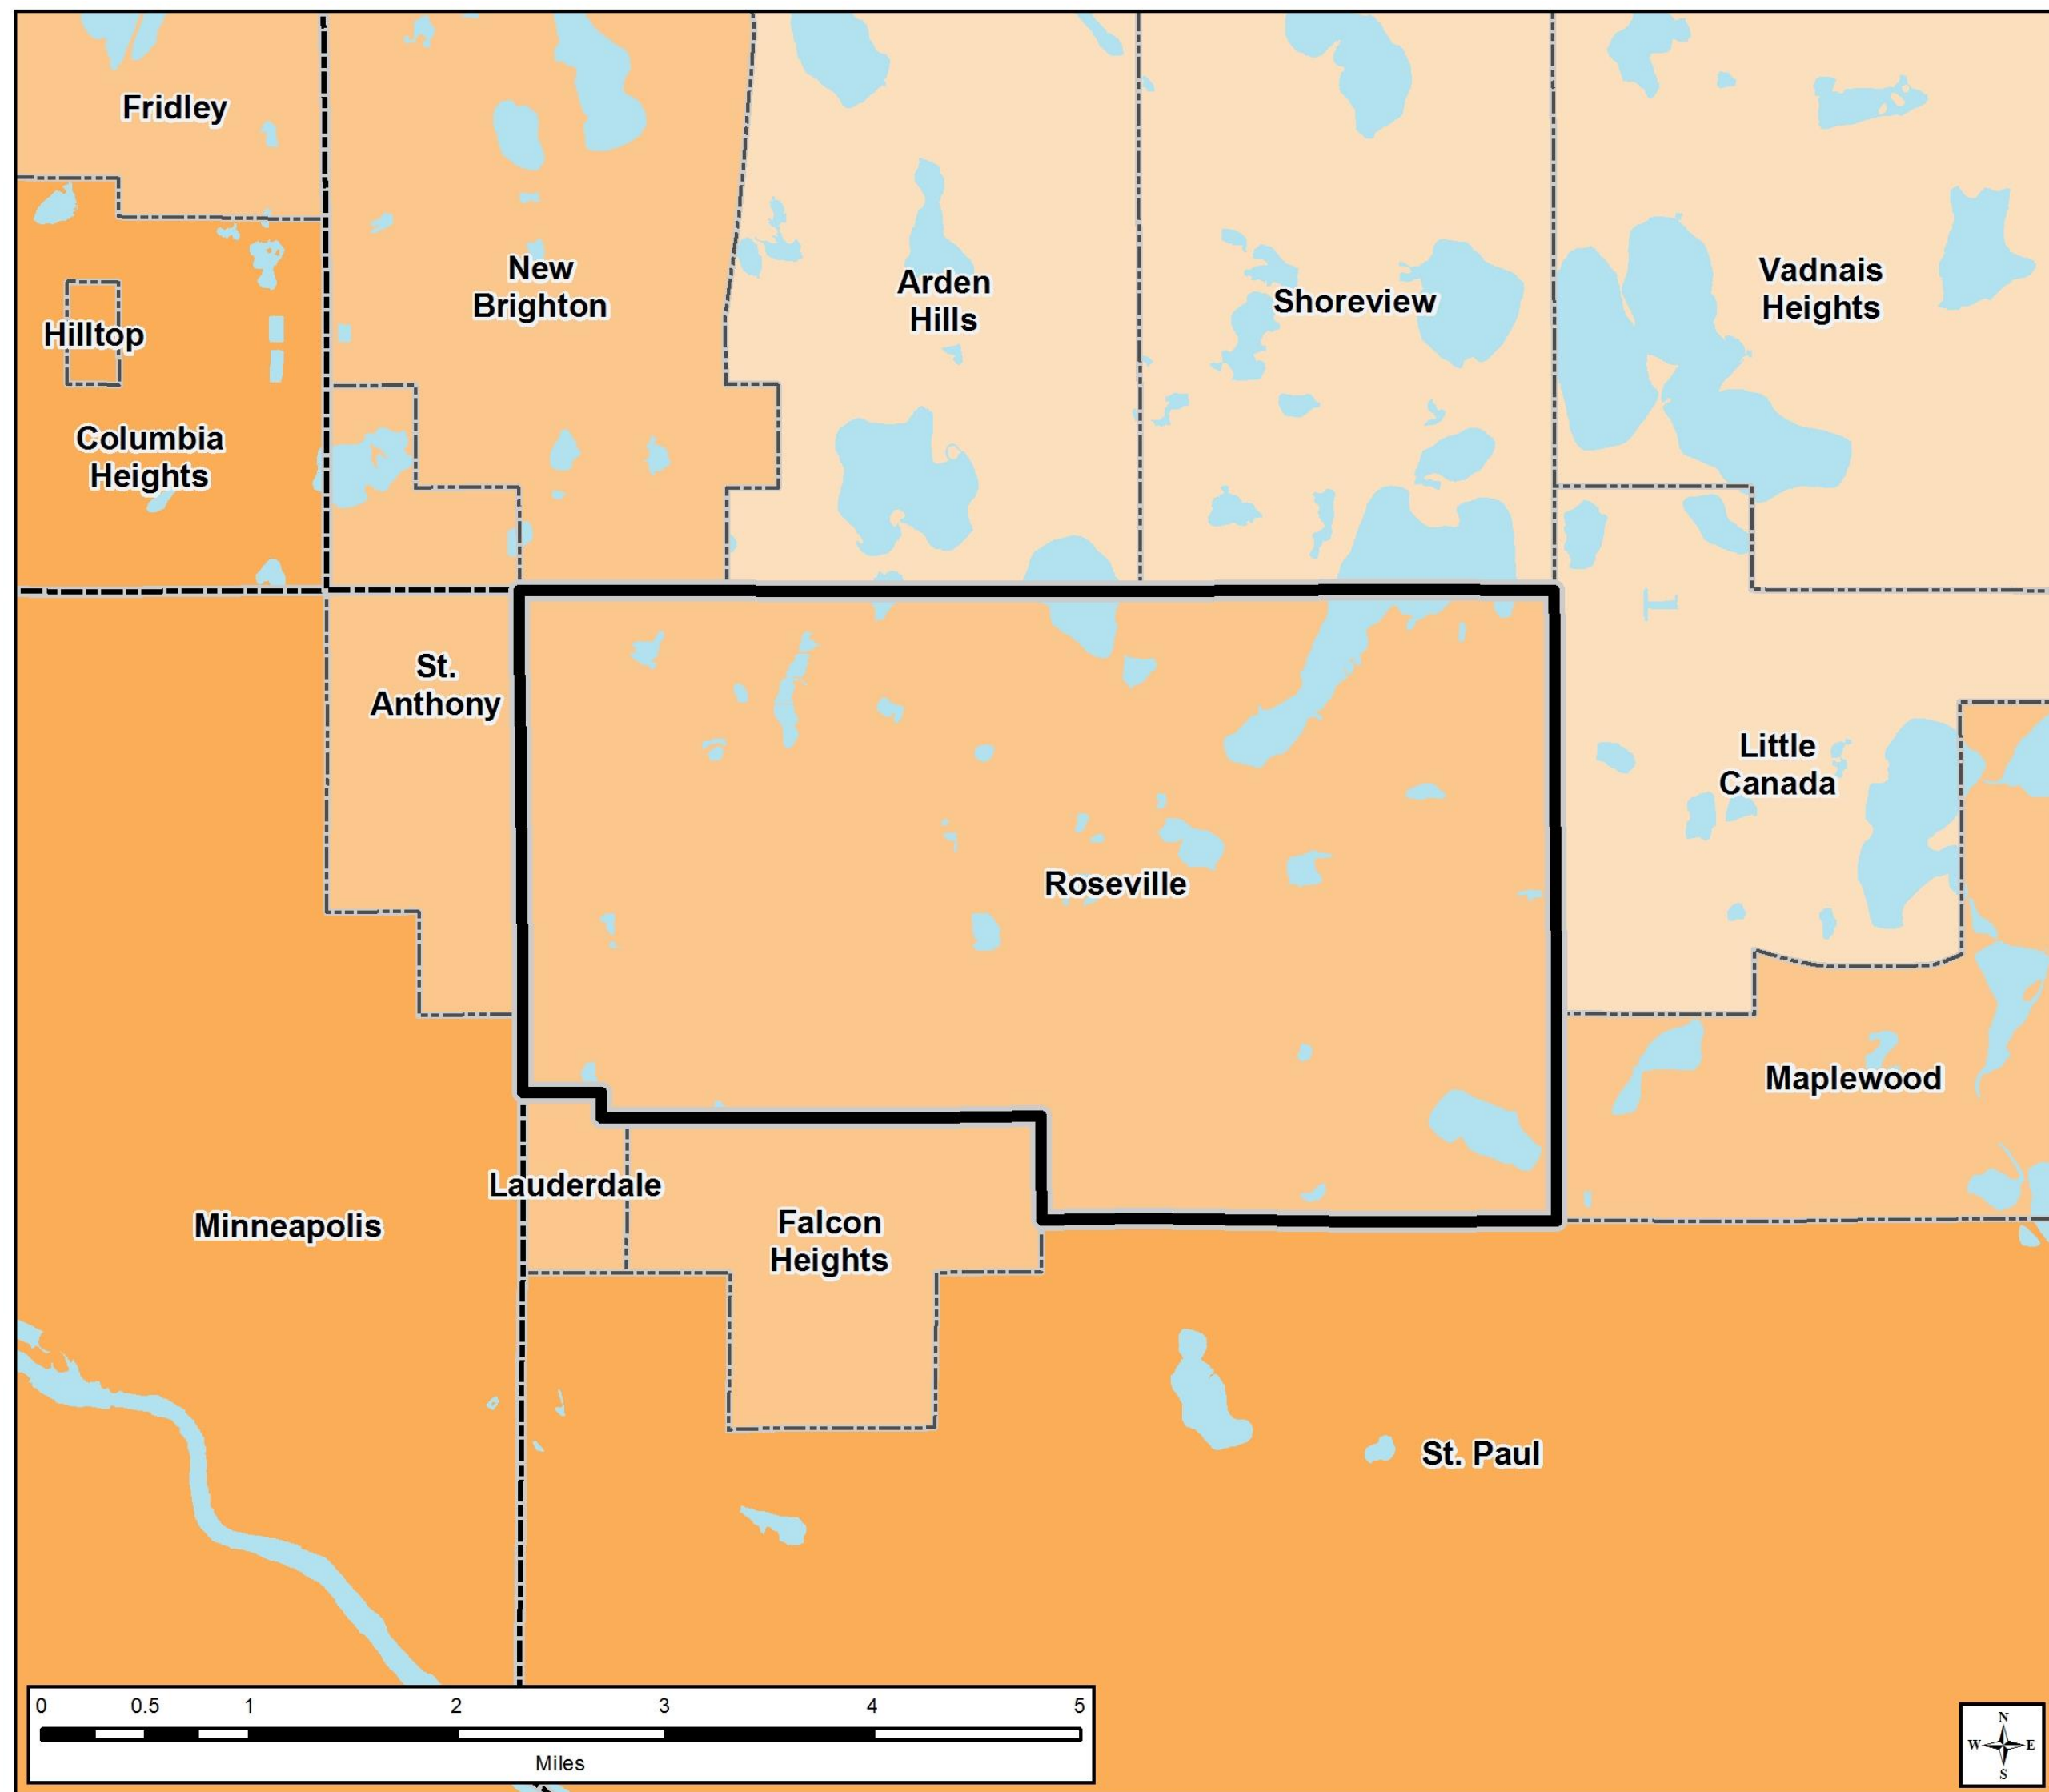 Fridley
New
Brighton
Arden
Hills
Shoreview
Vadnais
Heights
Hilltop
Columbia
Heights
St.
Anthony
Little
Canada
Roseville
Maplewood
Lauderdale
Minneapolis
Falcon
Heights
St. Paul
0 0.5 1 2 3 4 5
Miles
N
W E
S